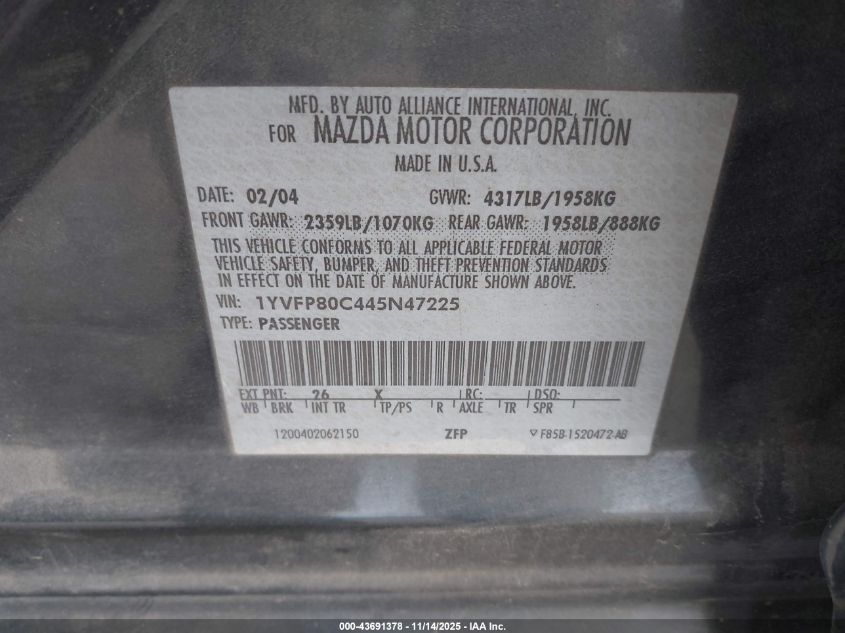 MFD. BY AUTO ALLIANCE INTERNATIONAL, INC.
FOR MAZDA MOTOR CORPORATION
MADE IN U.S.A.
DATE: 02/04 GVWR: 4317LB/1958KG
FRONT GAWR: 2359LB/1070KG REAR GAWR: 1958LB/888KG
THIS VEHICLE CONFORMS TO ALL APPLICABLE FEDERAL MOTOR
VEHICLE SAFETY, BUMPER, AND THEFT PREVENTION STANDARDS
IN EFFECT ON THE DATE OF MANUFACTURE SHOWN ABOVE.
VIN: 1YVFP80C445N47225
TYPE: PASSENGER
EXT PNT: 26 X RC: DSO:
WB BRK INT TR TP/PS R AXLE TR SPR
1200402062150 ZFP F85B-1520472-AB
000-43691378 - 11/14/2025 - IAA Inc.